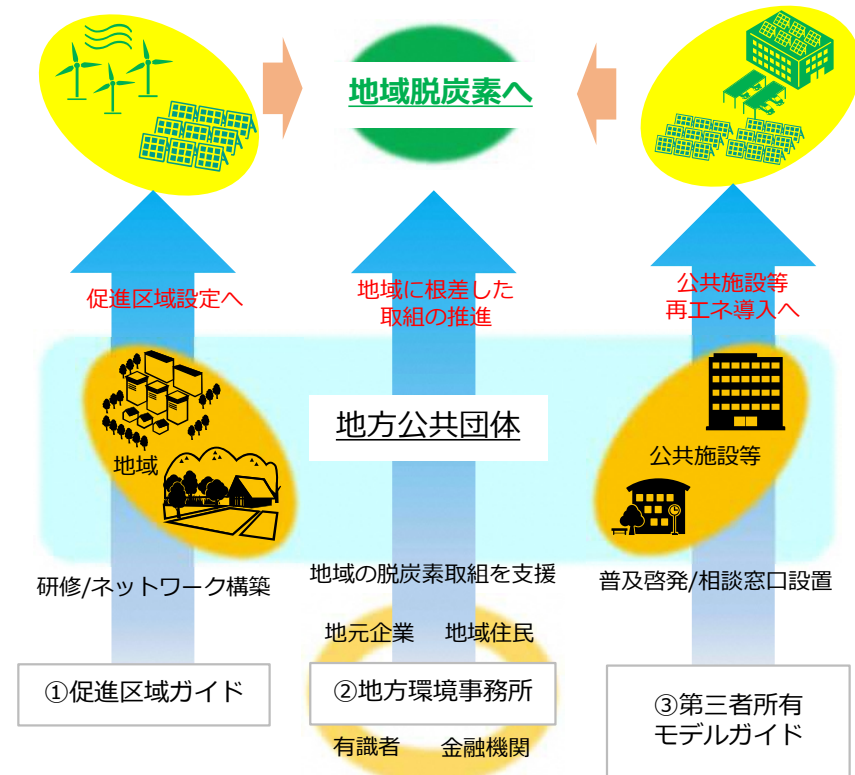 地域脱炭素へ
促進区域設定へ
地域に根差した
取組の推進
公共施設等
再エネ導入へ
地方公共団体
地域
公共施設等
研修/ネットワーク構築
地域の脱炭素取組を支援
普及啓発/相談窓口設置
地元企業 地域住民
①促進区域ガイド
②地方環境事務所
③第三者所有
モデルガイド
有識者 金融機関